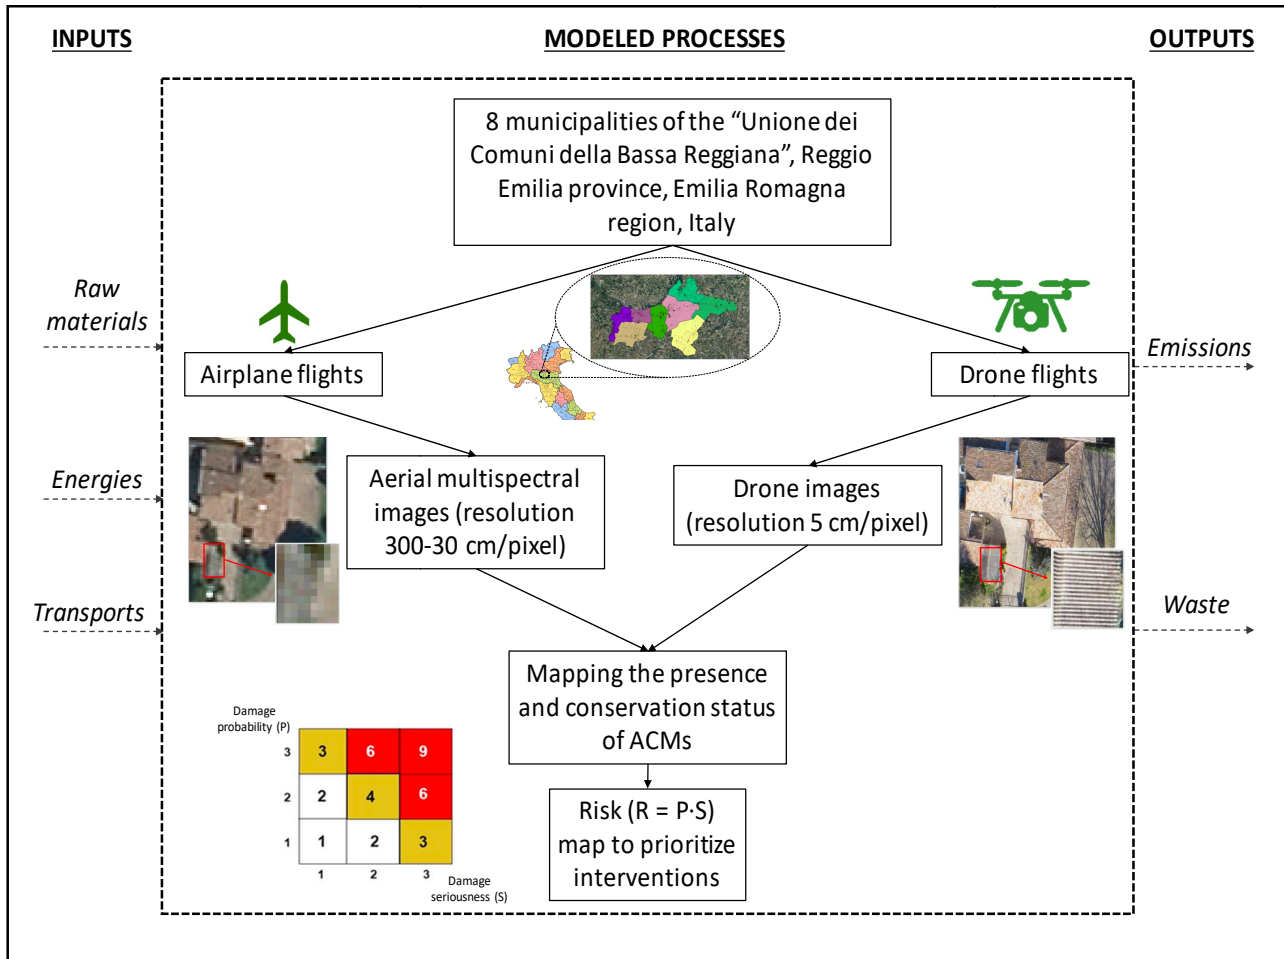 INPUTS
MODELED PROCESSES
OUTPUTS
8 municipalities of the “Unione dei
Comuni della Bassa Reggiana”, Reggio
Emilia province, Emilia Romagna
region, Italy
Raw
materials
Airplane flights
Drone flights
Emissions
Energies
Aerial multispectral
images (resolution
300-30 cm/pixel)
Drone images
(resolution 5 cm/pixel)
Transports
Waste
Mapping the presence
and conservation status
of ACMs
Damage
probability (P)
3 3 6 9
2 2 4 6
1 1 2 3
1 2 3
Damage
seriousness (S)
Risk (R = P·S)
map to prioritize
interventions